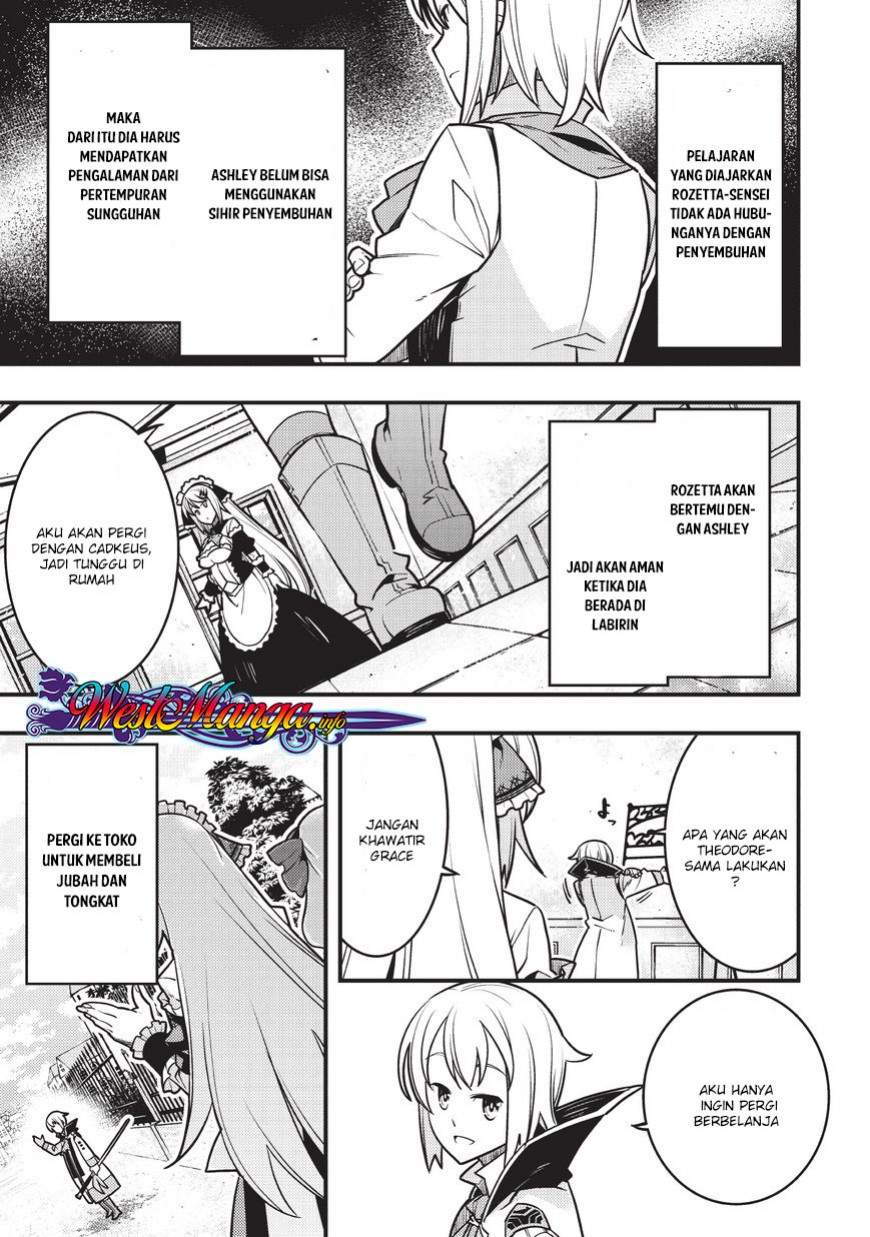 PELAJARAN
YANG DIAJARKAN
ROZETTA-SENSEI
TIDAK ADA HUBU-
NGANYA DENGAN
PENYEMBUHAN
ASHLEY BELUM BISA
MENGGUNAKAN
SIHIR PENYEMBUHAN
MAKA
DARI ITU DIA HARUS
MENDAPATKAN
PENGALAMAN DARI
PERTEMPURAN
SUNGGUHAN
ROZETTA AKAN
BERTEMU DEN-
GAN ASHLEY
JADI AKAN AMAN
KETIKA DIA
BERADA DI
LABIRIN
AKU AKAN PERGI
DENGAN CADKEUS,
JADI TUNGGU DI
RUMAH
WestManga.info
APA YANG AKAN
THEODORE-
SAMA LAKUKAN
?
よっ
JANGAN
KHAWATIR
GRACE
PERGI KE TOKO
UNTUK MEMBELI
JUBAH DAN
TONGKAT
AKU HANYA
INGIN PERGI
BERBELANJA